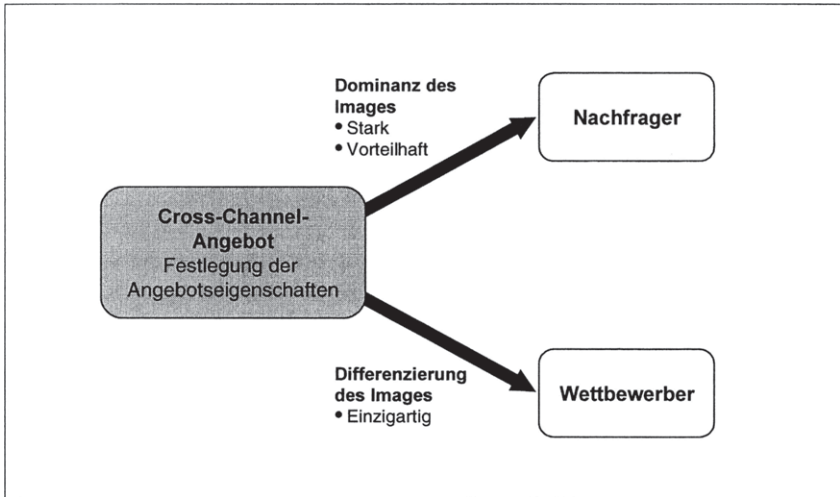 Dominanz des
Images
• Stark
• Vorteilhaft
Nachfrager
Cross-Channel-
Angebot
Festlegung der
Angebotseigenschaften
Differenzierung
des Images
• Einzigartig
Wettbewerber